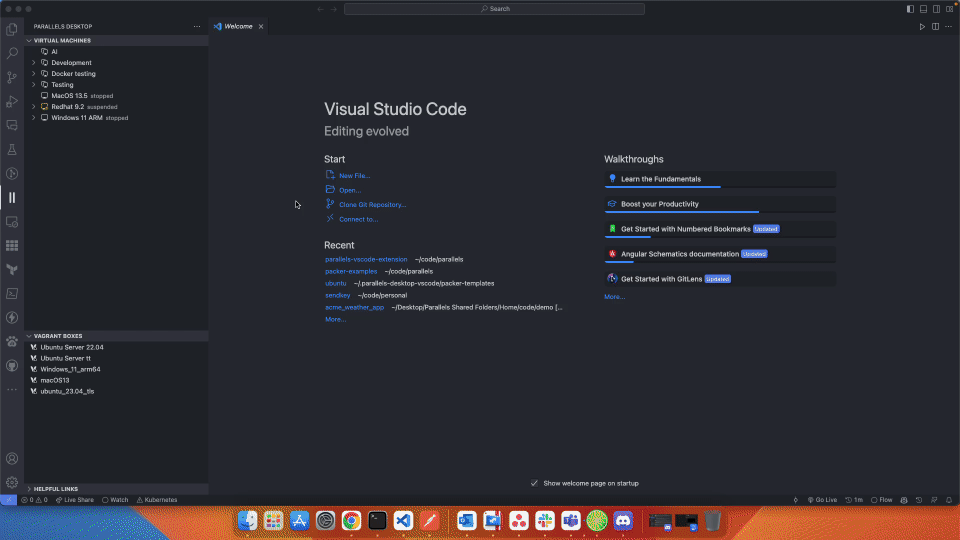 Search
PARALLELS DESKTOP
Welcome
VIRTUAL MACHINES
AI
Development
Docker testing
Testing
MacOS 13.5 stopped
Redhat 9.2 suspended
Windows 11 ARM stopped
Visual Studio Code
Editing evolved
Start
New File...
Open...
Clone Git Repository...
Connect to...
Recent
parallels-vscode-extension ~/code/parallels
packer-examples ~/code/parallels
ubuntu ~/.parallels-desktop-vscode/packer-templates
sendkey ~/code/personal
acme_weather_app ~/Desktop/Parallels Shared Folders/Home/code/demo [...
More...
Walkthroughs
Learn the Fundamentals
Boost your Productivity
Get Started with Numbered Bookmarks Updated
Angular Schematics documentation Updated
Get Started with GitLens Updated
More...
VAGRANT BOXES
Ubuntu Server 22.04
Ubuntu Server tt
Windows_11_arm64
macOS13
ubuntu_23.04_tls
HELPFUL LINKS
Show welcome page on startup
0 0 Live Share Watch Kubernetes
Go Live 1m Flow